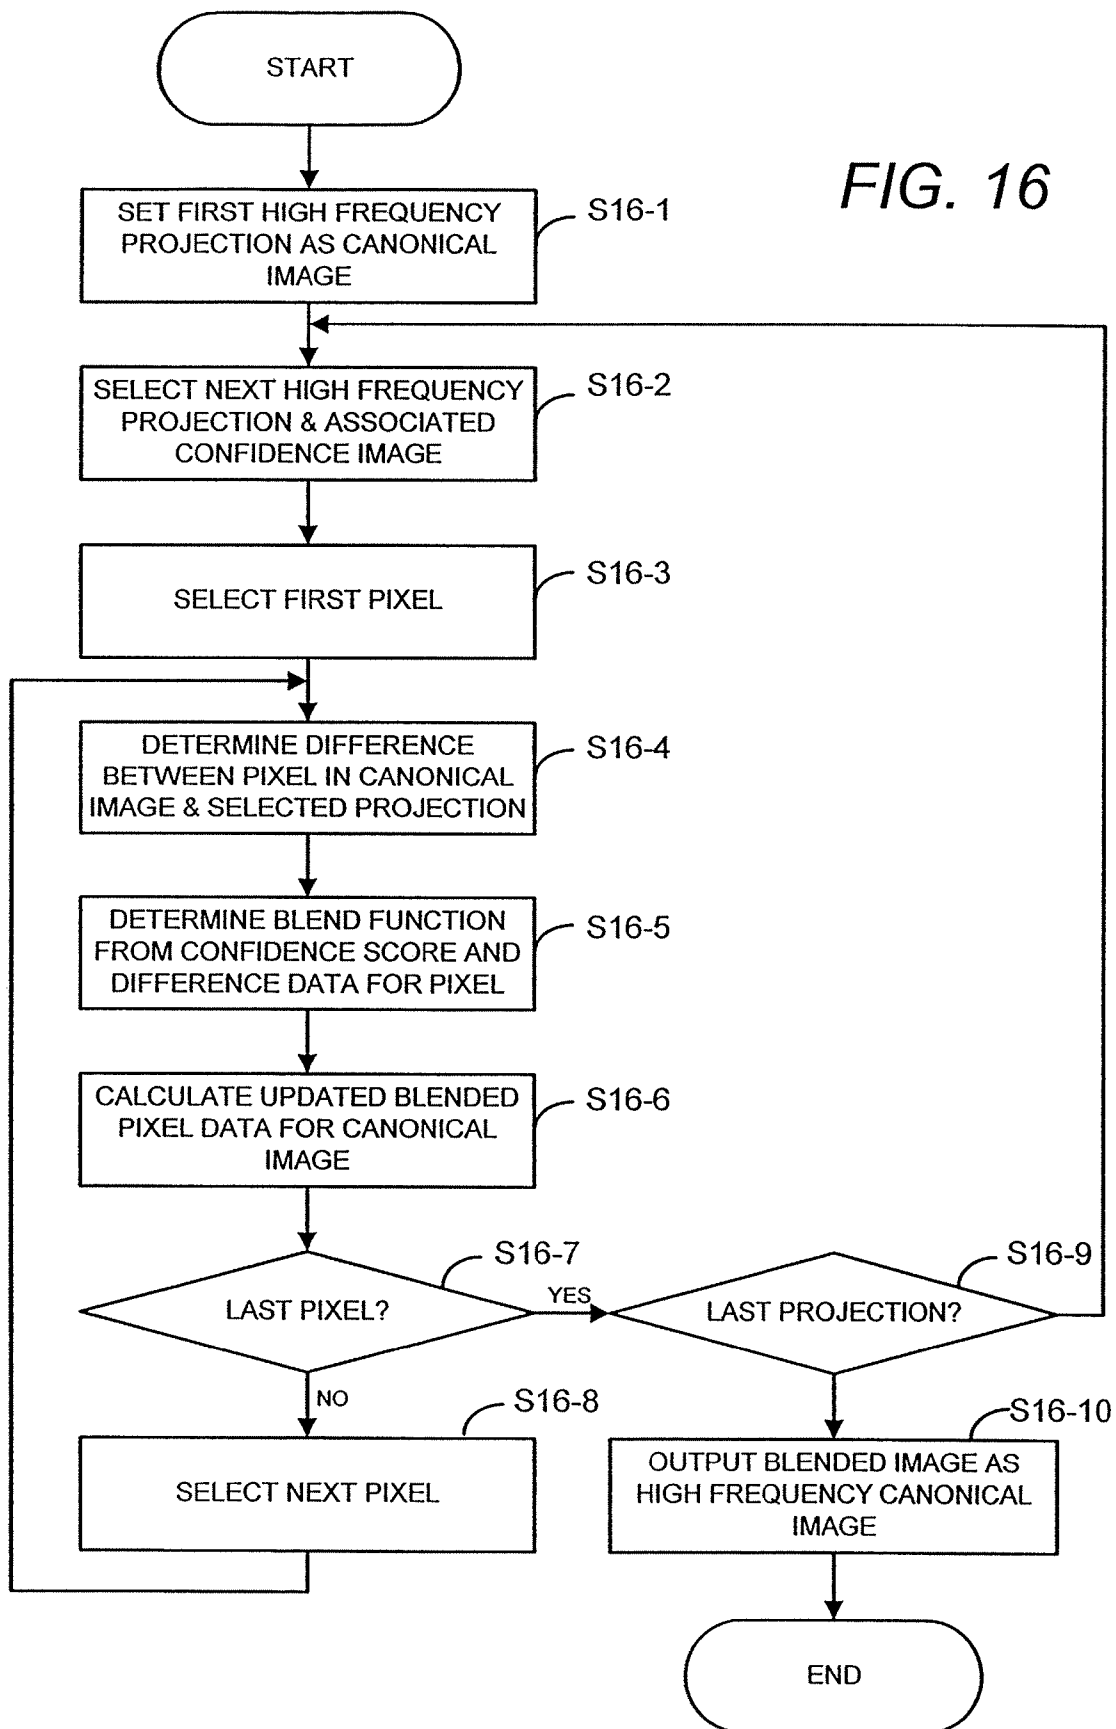 START
FIG. 16
SET FIRST HIGH FREQUENCY
PROJECTION AS CANONICAL
IMAGE
S16-1
SELECT NEXT HIGH FREQUENCY
PROJECTION & ASSOCIATED
CONFIDENCE IMAGE
S16-2
SELECT FIRST PIXEL
S16-3
DETERMINE DIFFERENCE
BETWEEN PIXEL IN CANONICAL
IMAGE & SELECTED PROJECTION
S16-4
DETERMINE BLEND FUNCTION
FROM CONFIDENCE SCORE AND
DIFFERENCE DATA FOR PIXEL
S16-5
CALCULATE UPDATED BLENDED
PIXEL DATA FOR CANONICAL
IMAGE
S16-6
LAST PIXEL?
S16-7
YES
LAST PROJECTION?
S16-9
NO
SELECT NEXT PIXEL
S16-8
OUTPUT BLENDED IMAGE AS
HIGH FREQUENCY CANONICAL
IMAGE
S16-10
END